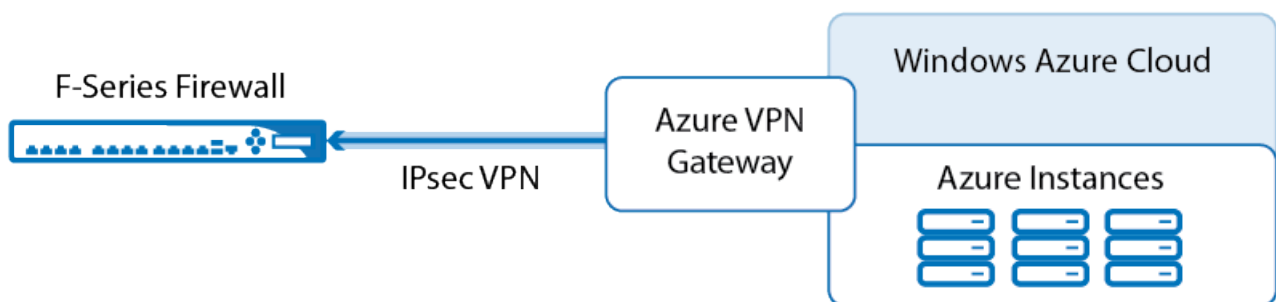 F-Series Firewall
IPsec VPN
Azure VPN
Gateway
Windows Azure Cloud
Azure Instances